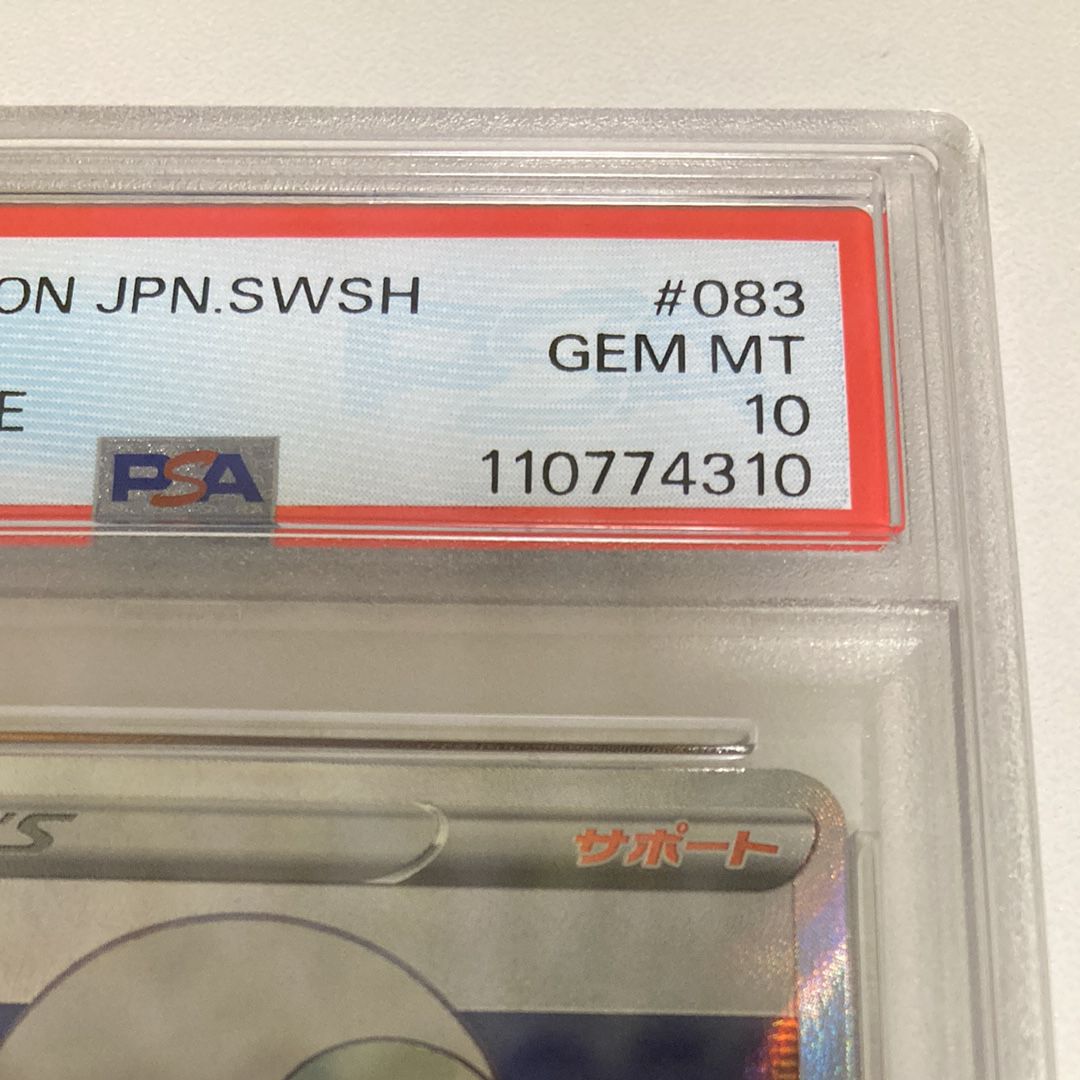 ON JPN.SWSH #083
GEM MT
E 10
PSA 110774310
'S サポート